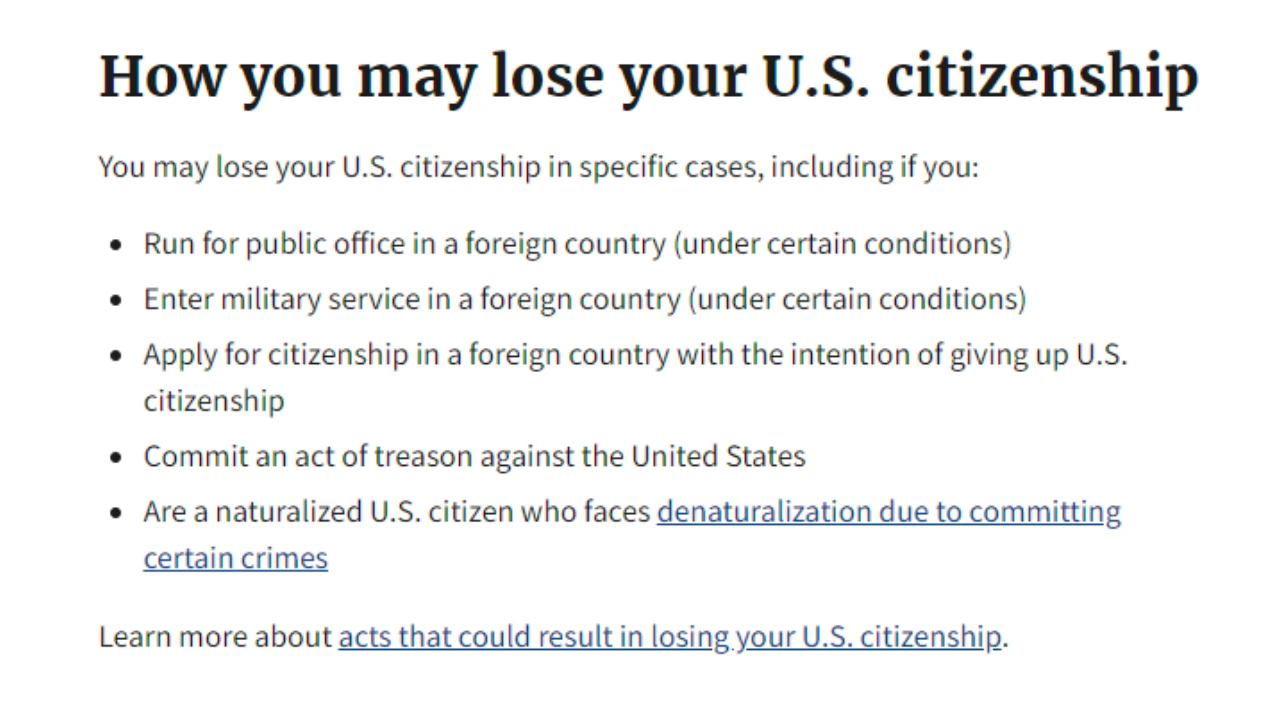 How you may lose your U.S. citizenship
You may lose your U.S. citizenship in specific cases, including if you:
• Run for public office in a foreign country (under certain conditions)
• Enter military service in a foreign country (under certain conditions)
• Apply for citizenship in a foreign country with the intention of giving up U.S.
citizenship
• Commit an act of treason against the United States
• Are a naturalized U.S. citizen who faces denaturalization due to committing
certain crimes
Learn more about acts that could result in losing your U.S. citizenship.